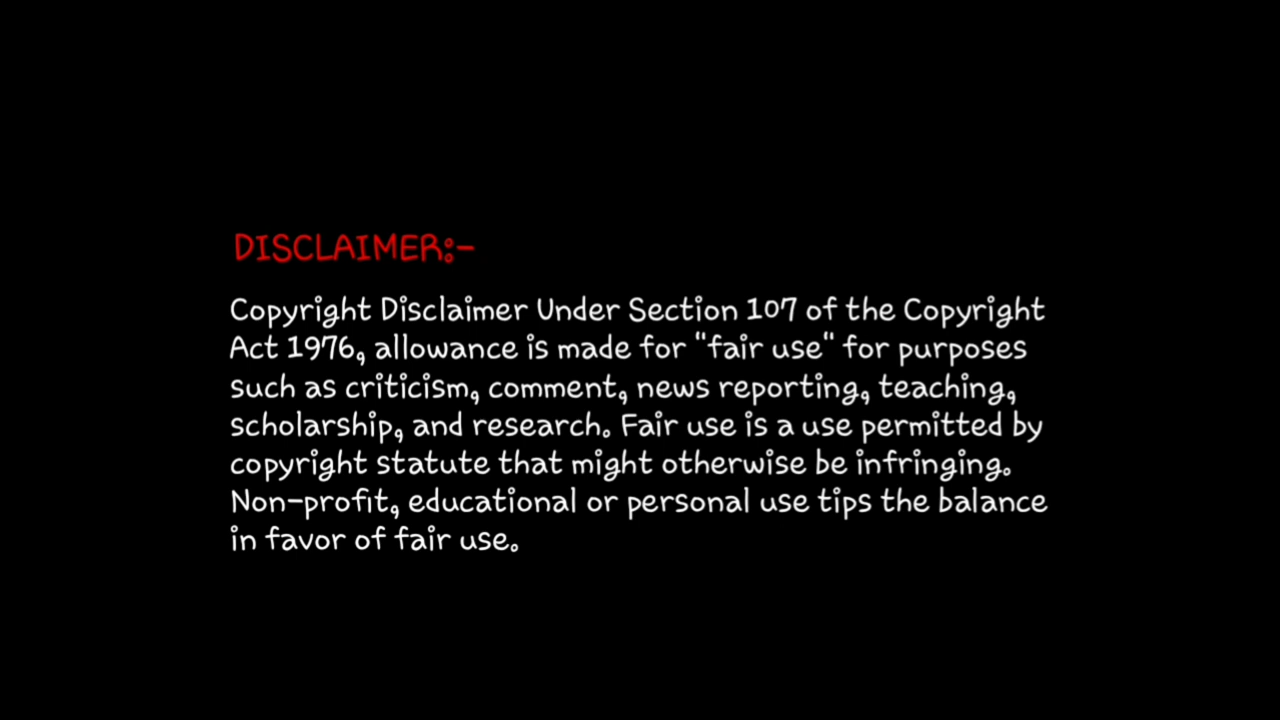 DISCLAIMER:-
Copyright Disclaimer Under Section 107 of the Copyright
Act 1976, allowance is made for "fair use" for purposes
such as criticism, comment, news reporting, teaching,
scholarship, and research. Fair use is a use permitted by
copyright statute that might otherwise be infringing.
Non-profit, educational or personal use tips the balance
in favor of fair use.